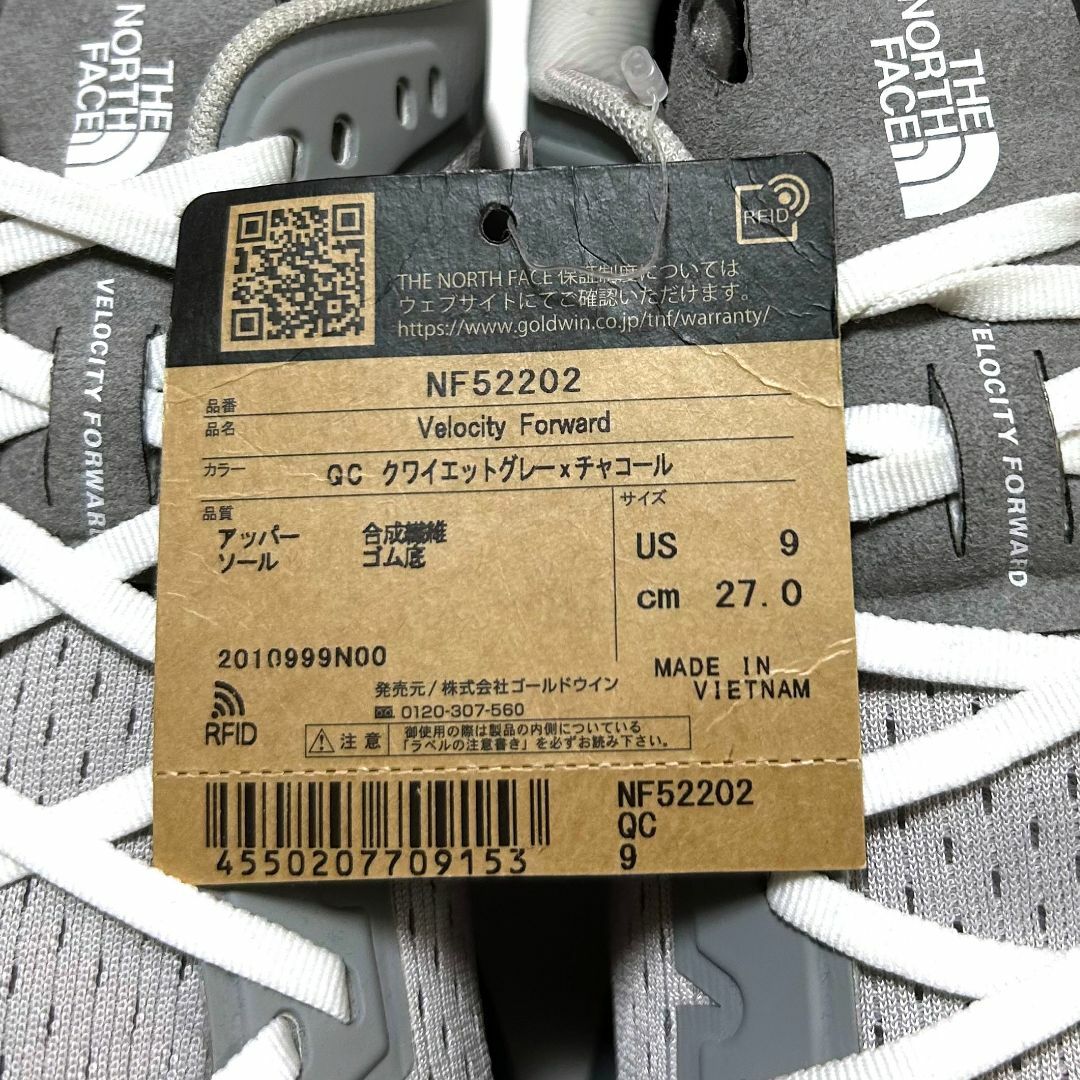 THE
NORTH
FACE
THE
NORTH
FACE
VELOCITY FORWARD
VELOCITY FORWARD
RFID
THE NORTH FACE 保証制度については
ウェブサイトにてご確認いただけます。
https://www.goldwin.co.jp/tnf/warranty/
品番 NF52202
品名 Velocity Forward
カラー QC クワイエットグレーxチャコール
品質
アッパー 合成繊維
ソール ゴム底
サイズ
US 9
cm 27.0
2010999N00
MADE IN
VIETNAM
RFID
発売元/株式会社ゴールドウイン
0120-307-560
注意 御使用の際は製品の内側についている
「ラベルの注意書き」を必ずお読み下さい。
4550207709153
NF52202
QC
9